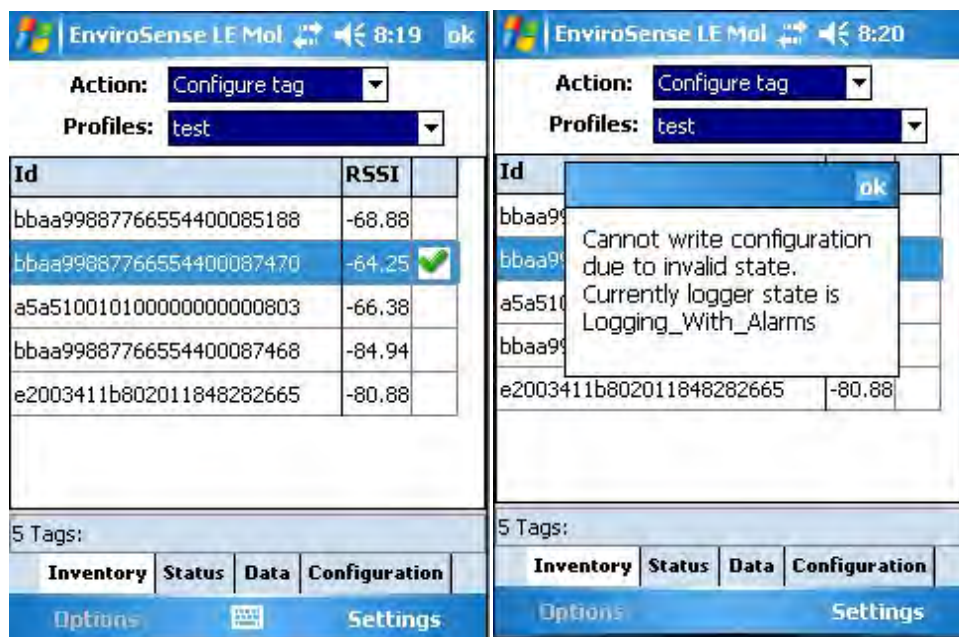 EnviroSense LE Mol 8:19 ok
Action: Configure tag
Profiles: test
Id RSSI
bbaa99887766554400085188 -68.88
bbaa99887766554400087470 -64.25
a5a5100101000000000000803 -66.38
bbaa99887766554400087468 -84.94
e2003411b802011848282665 -80.88
5 Tags:
Inventory Status Data Configuration
Options Settings
EnviroSense LE Mol 8:20
Action: Configure tag
Profiles: test
Id
ok
bbaa99
bbaa9
a5a510
bbaa99
Cannot write configuration
due to invalid state.
Currently logger state is
Logging_With_Alarms
e2003411b802011848282665 -80.88
5 Tags:
Inventory Status Data Configuration
Options Settings